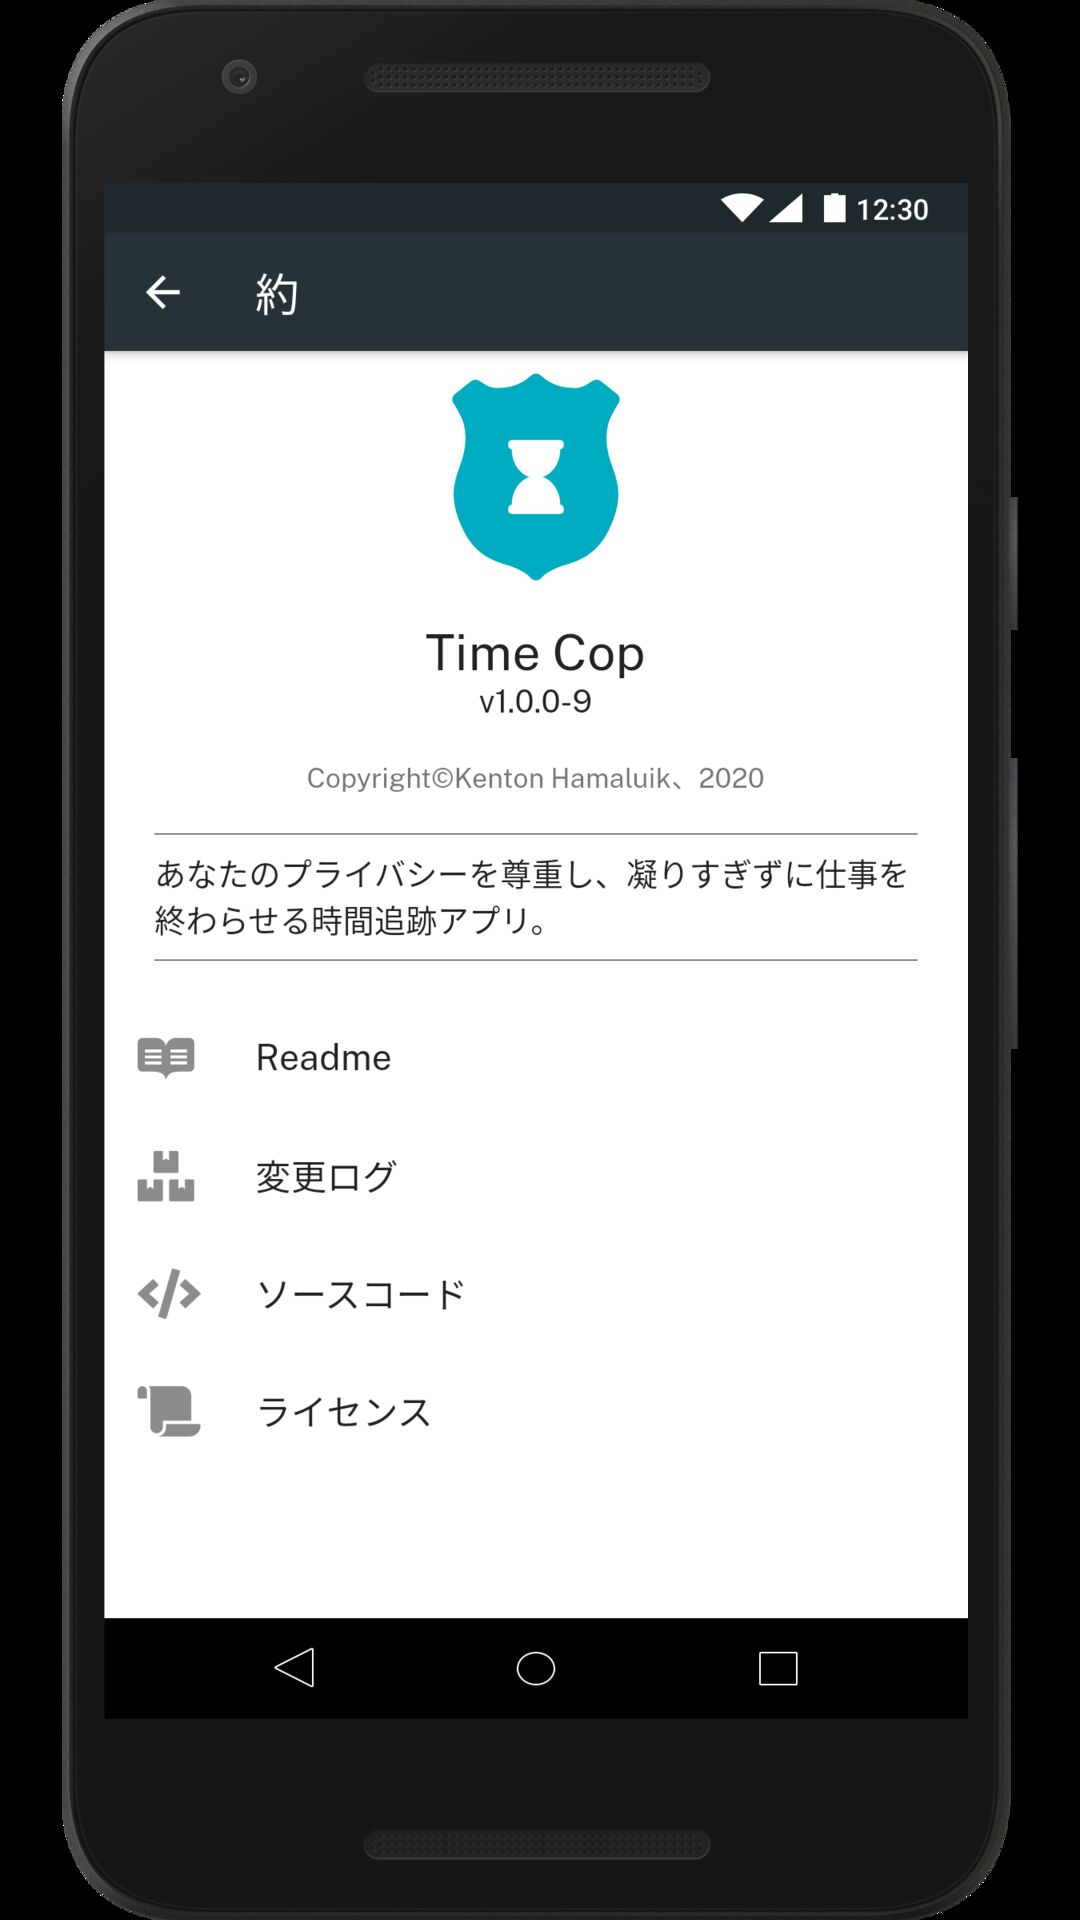 12:30
約
Time Cop
v1.0.0-9
Copyright©Kenton Hamaluik、2020
あなたのプライバシーを尊重し、凝りすぎずに仕事を
終わらせる時間追跡アプリ。
Readme
変更ログ
ソースコード
ライセンス